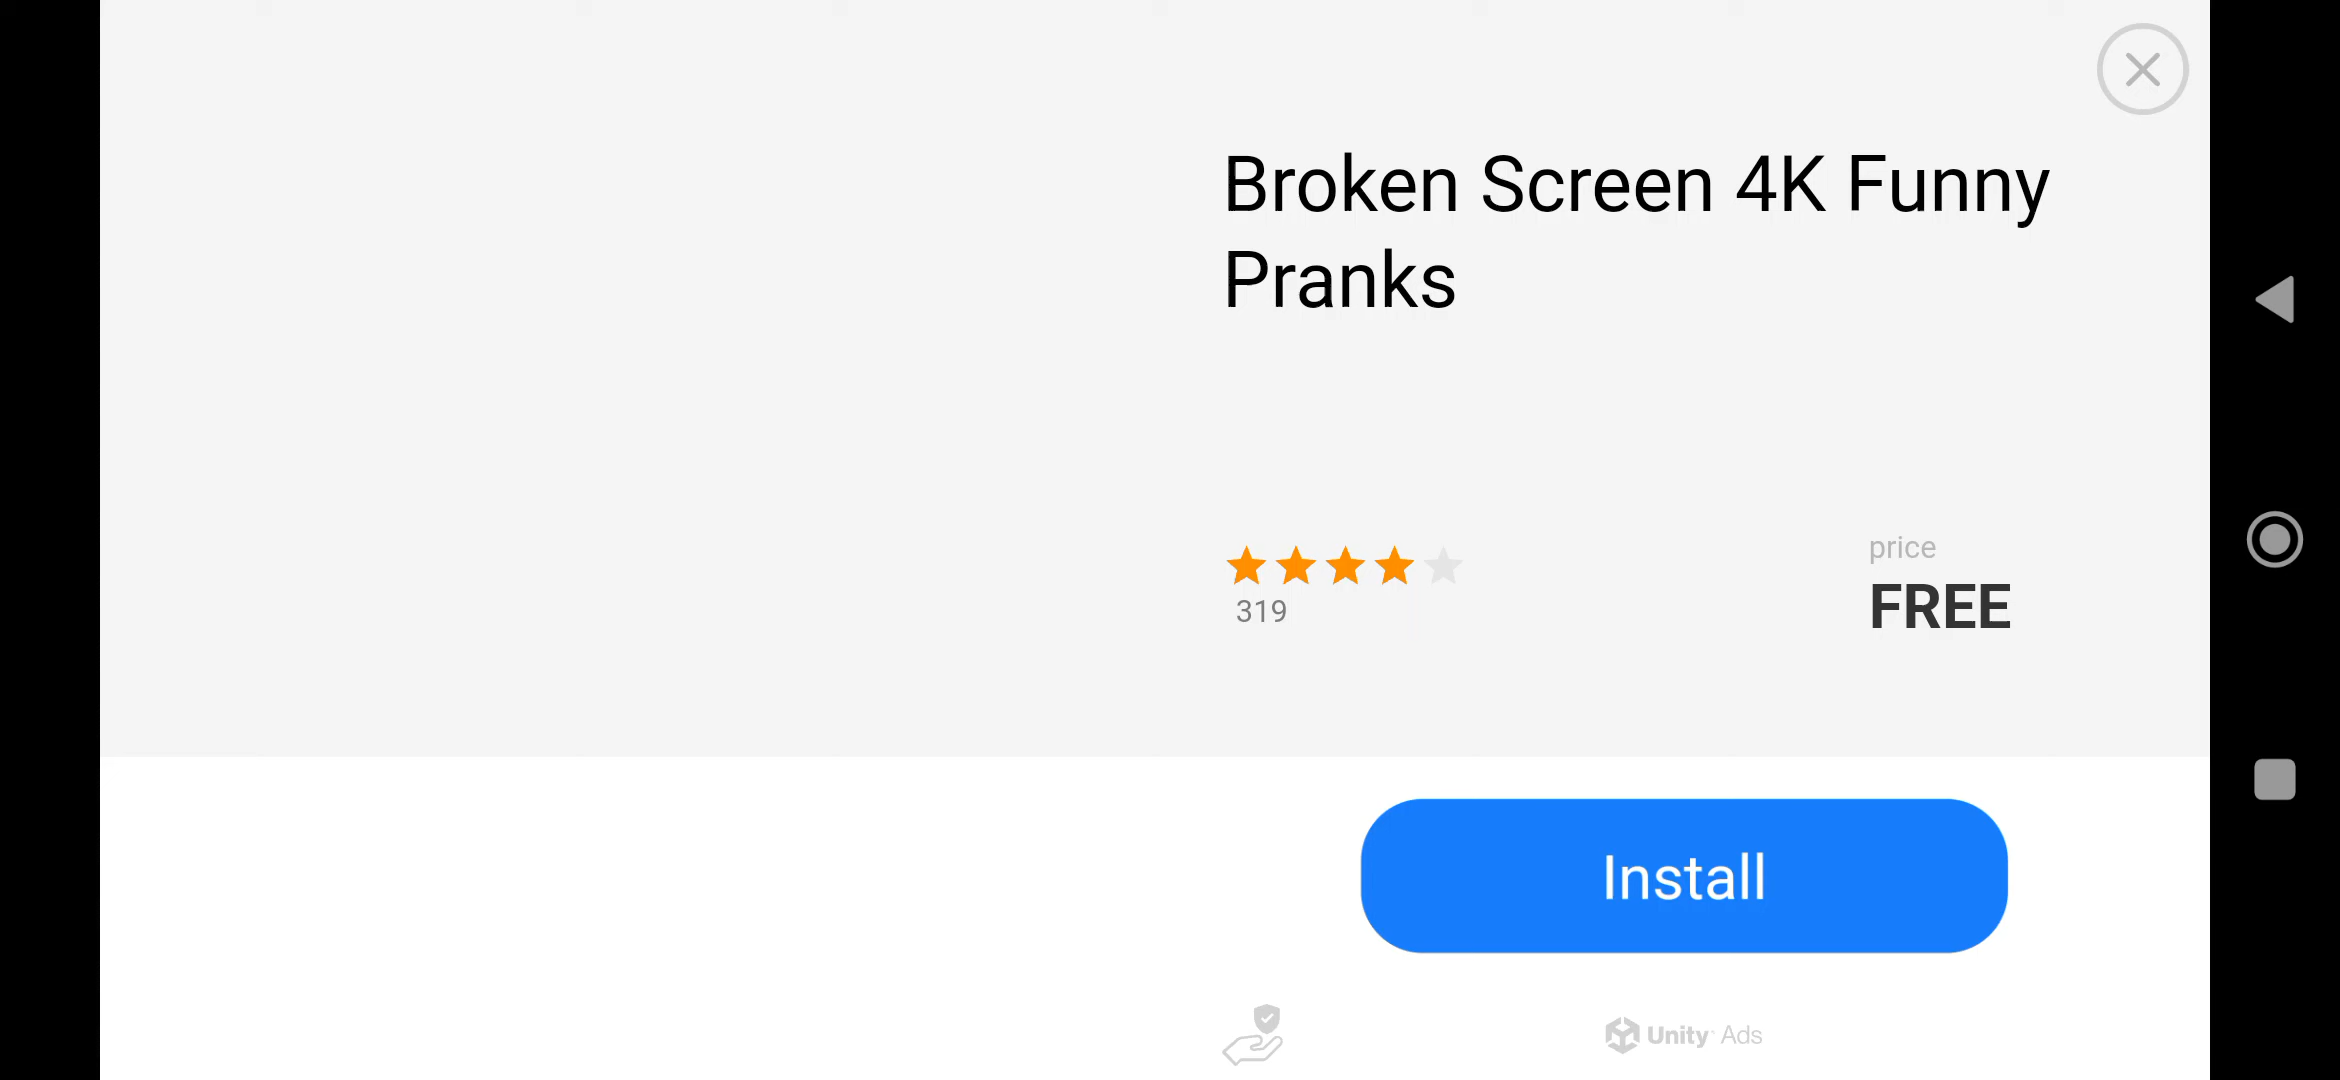 Broken Screen 4K Funny
Pranks
319
price
FREE
Install
Unity Ads